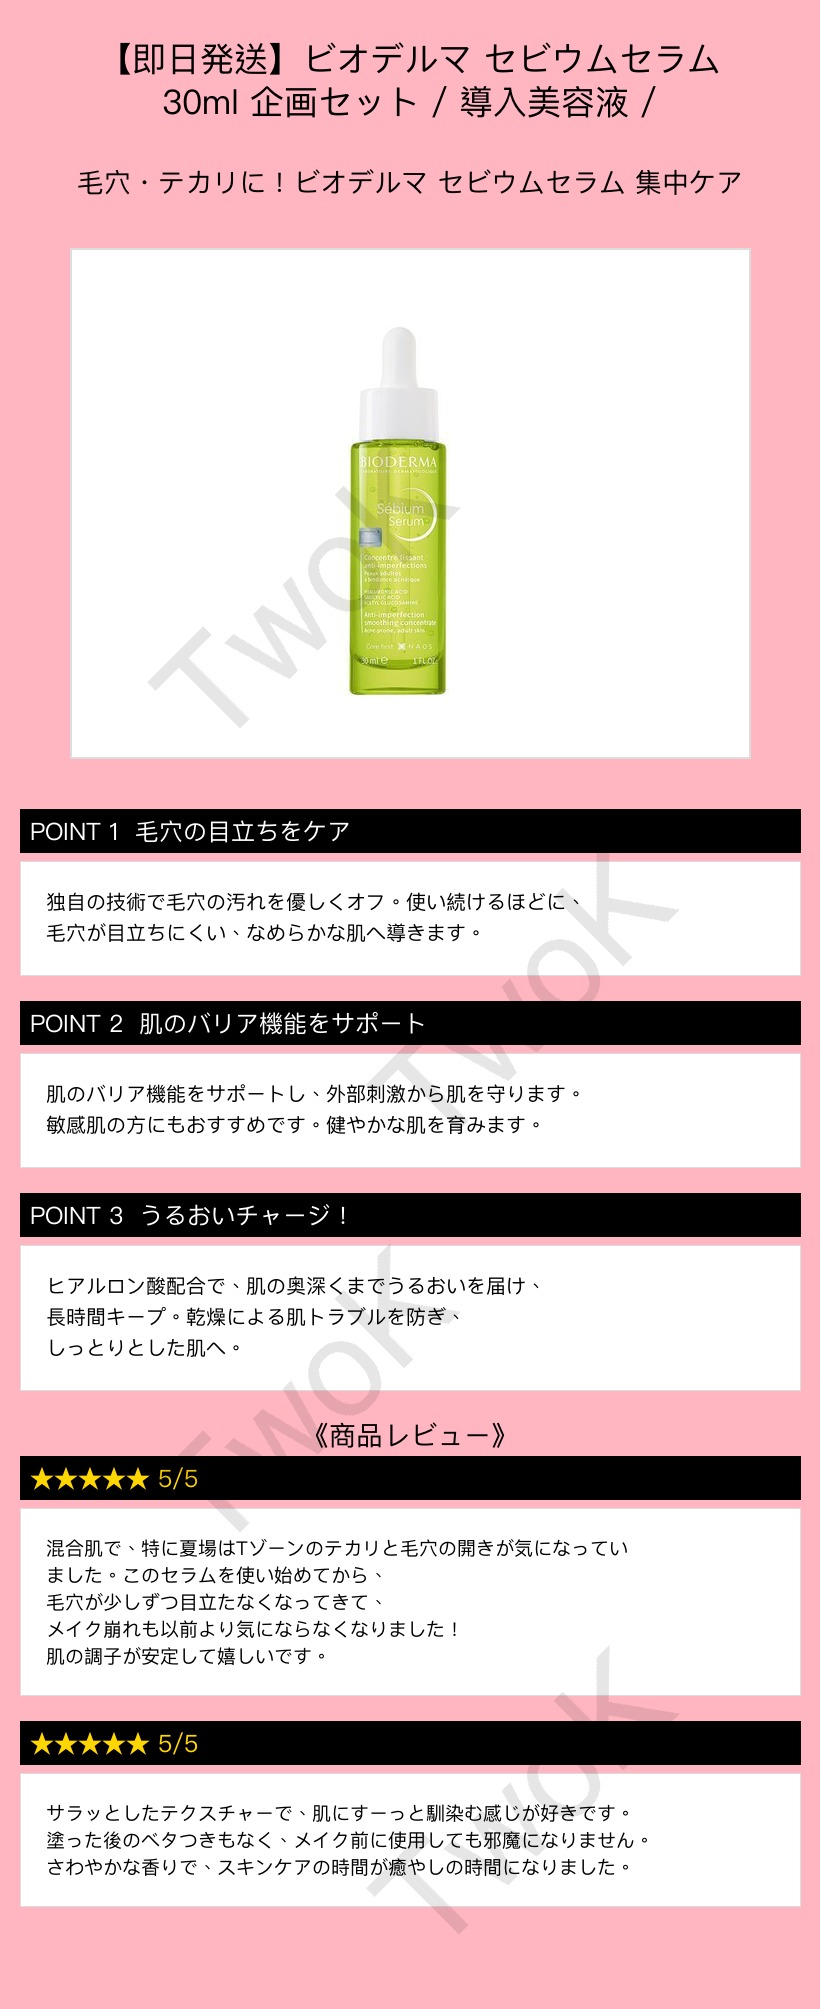 【即日発送】ビオデルマ セビウムセラム
30ml 企画セット / 導入美容液 /
毛穴・テカリに！ビオデルマ セビウムセラム 集中ケア
BIODERMA
LABORATOIRE DERMATOLOGIQUE
Sébium
Serum
Concentré lissant
anti-imperfections
Peaux adultes
à tendance acnéique
HYALURONIC ACID
SALICYLIC ACID
ACETYL GLUCOSAMINE
Anti-imperfection
smoothing concentrate
Acne-prone, adult skin
Care first NAOS
30 ml e 1 FL.OZ.
TwoK
POINT 1 毛穴の目立ちをケア
独自の技術で毛穴の汚れを優しくオフ。使い続けるほどに、
毛穴が目立ちにくい、なめらかな肌へ導きます。
TwoK
POINT 2 肌のバリア機能をサポート
肌のバリア機能をサポートし、外部刺激から肌を守ります。
敏感肌の方にもおすすめです。健やかな肌を育みます。
POINT 3 うるおいチャージ！
ヒアルロン酸配合で、肌の奥深くまでうるおいを届け、
長時間キープ。乾燥による肌トラブルを防ぎ、
しっとりとした肌へ。
TwoK
《商品レビュー》
★★★★★ 5/5
混合肌で、特に夏場はTゾーンのテカリと毛穴の開きが気になってい
ました。このセラムを使い始めてから、
毛穴が少しずつ目立たなくなってきて、
メイク崩れも以前より気にならなくなりました！
肌の調子が安定して嬉しいです。
★★★★★ 5/5
サラッとしたテクスチャーで、肌にすーっと馴染む感じが好きです。
塗った後のベタつきもなく、メイク前に使用しても邪魔になりません。
さわやかな香りで、スキンケアの時間が癒やしの時間になりました。
TwoK